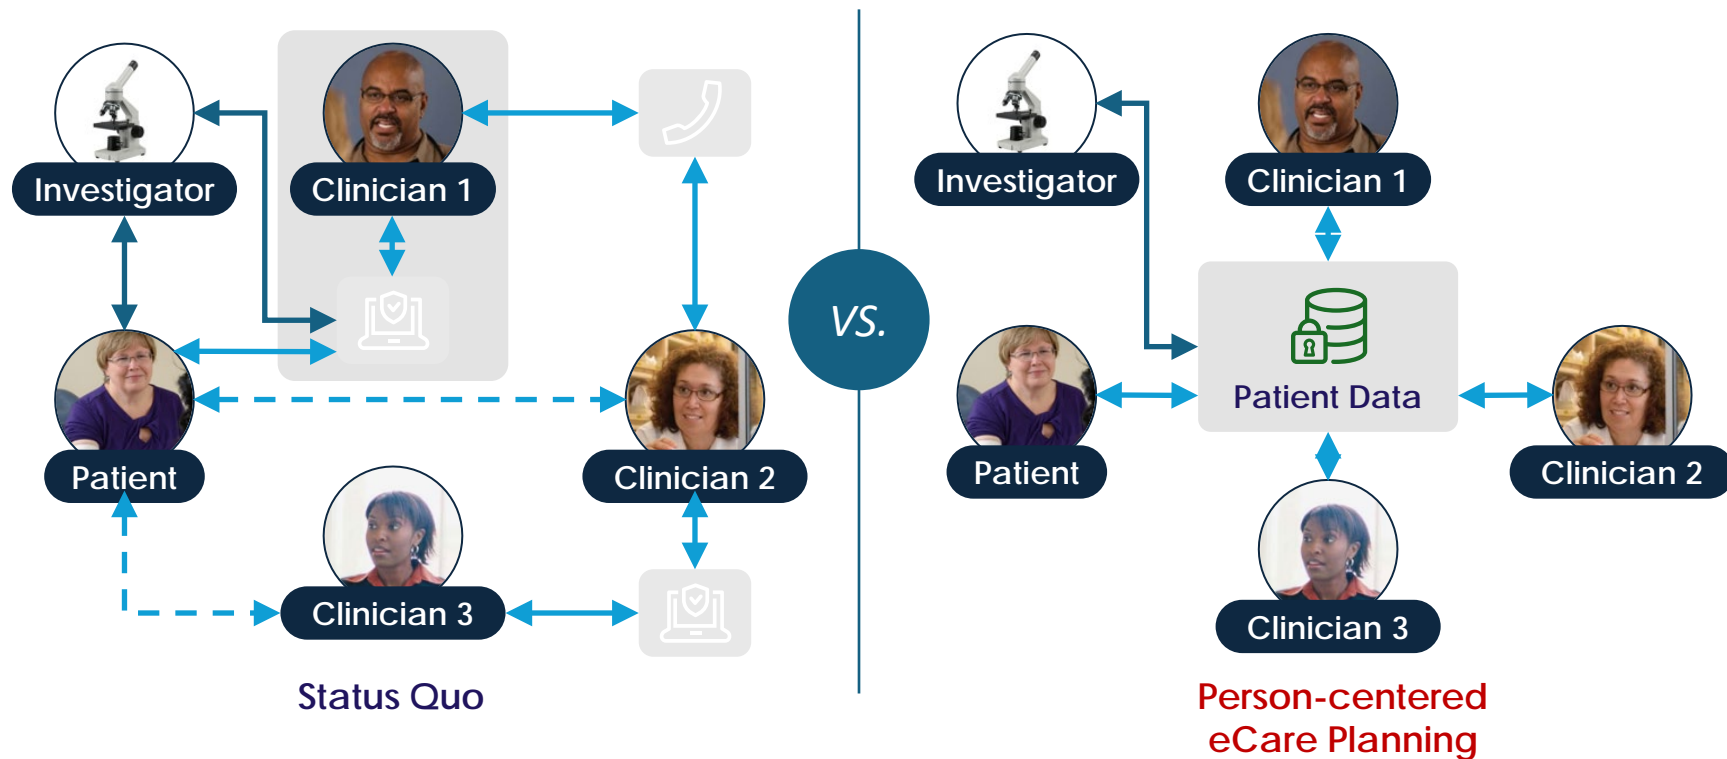 Investigator
Clinician 1
Patient
Clinician 2
Clinician 3
Status Quo
VS.
Investigator
Clinician 1
Patient Data
Patient
Clinician 2
Clinician 3
Person-centered
eCare Planning